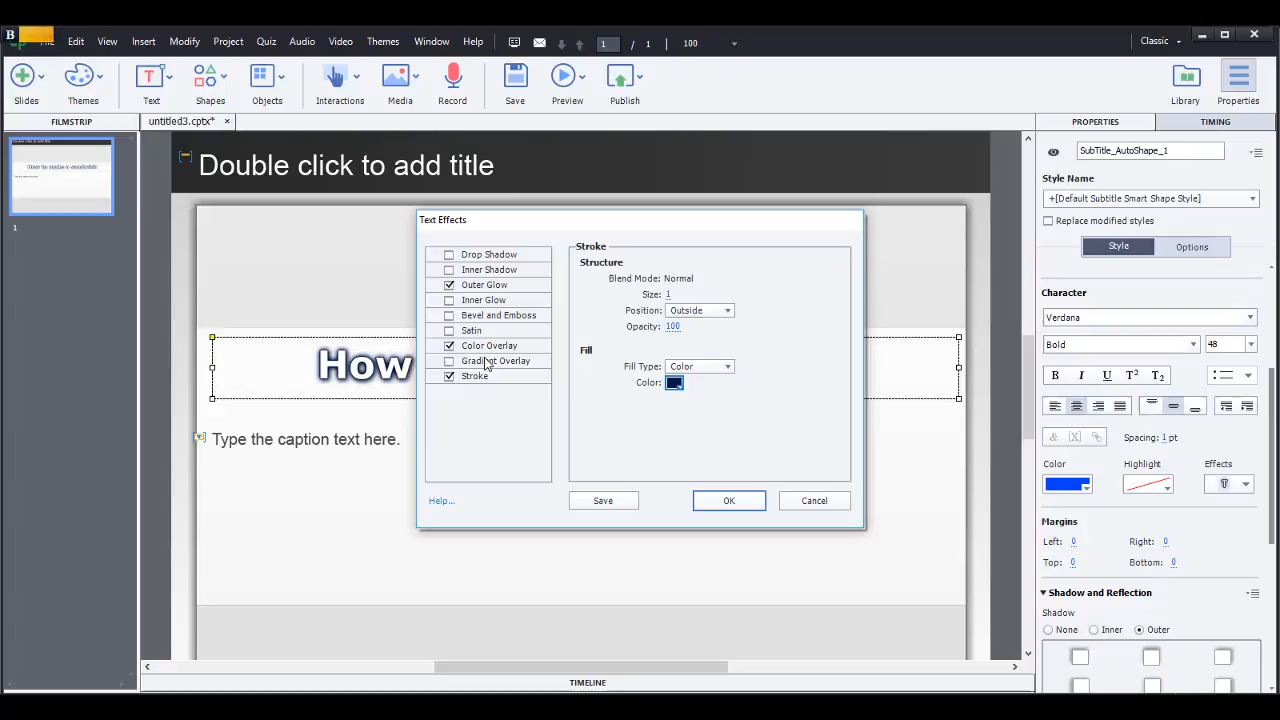 B
Edit View Insert Modify Project Quiz Audio Video Themes Window Help 1 / 1 100 Classic
Slides Themes Text Shapes Objects Interactions Media Record Save Preview Publish Library Properties
FILMSTRIP
untitled3.cptx*
PROPERTIES TIMING
1
Double click to add title
How
Type the caption text here.
Text Effects
Drop Shadow
Inner Shadow
Outer Glow
Inner Glow
Bevel and Emboss
Satin
Color Overlay
Gradient Overlay
Stroke
Stroke
Structure
Blend Mode: Normal
Size: 1
Position: Outside
Opacity: 100
Fill
Fill Type: Color
Color:
Help...
Save
OK
Cancel
SubTitle_AutoShape_1
Style Name
+[Default Subtitle Smart Shape Style]
Replace modified styles
Style Options
Character
Verdana
Bold 48
B I U T² T₂
Spacing: 1 pt
Color Highlight Effects
Margins
Left: 0 Right: 0
Top: 0 Bottom: 0
Shadow and Reflection
Shadow
None Inner Outer
TIMELINE